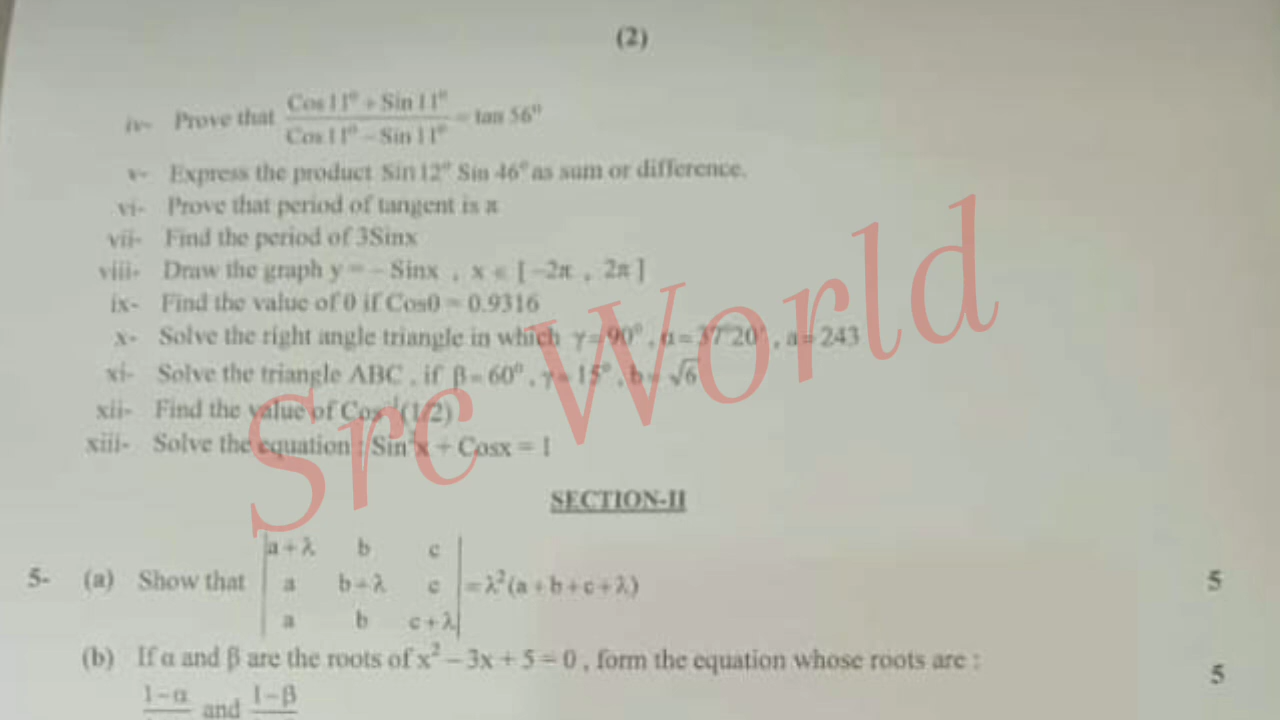 (2)
iv- Prove that (Cos 11° + Sin 11°) / (Cos 11° – Sin 11°) = tan 56°
v- Express the product Sin 12° Sin 46° as sum or difference.
vi- Prove that period of tangent is π
vii- Find the period of 3Sinx
viii- Draw the graph y = – Sinx , x ∈ [ –2π , 2π ]
ix- Find the value of θ if Cosθ = 0.9316
x- Solve the right angle triangle in which γ=90° , α=37°20' , a= 243
xi- Solve the triangle ABC , if β= 60° , γ= 15° , b= √6
xii- Find the value of Cos⁻¹(1/2)
xiii- Solve the equation : Sin²x + Cosx = 1
Src World
SECTION-II
5- (a) Show that
a+λ b c
a b+λ c
a b c+λ
=λ²(a+b+c+λ) 5
(b) If α and β are the roots of x² – 3x + 5 = 0 , form the equation whose roots are : 5
1–α and 1–β